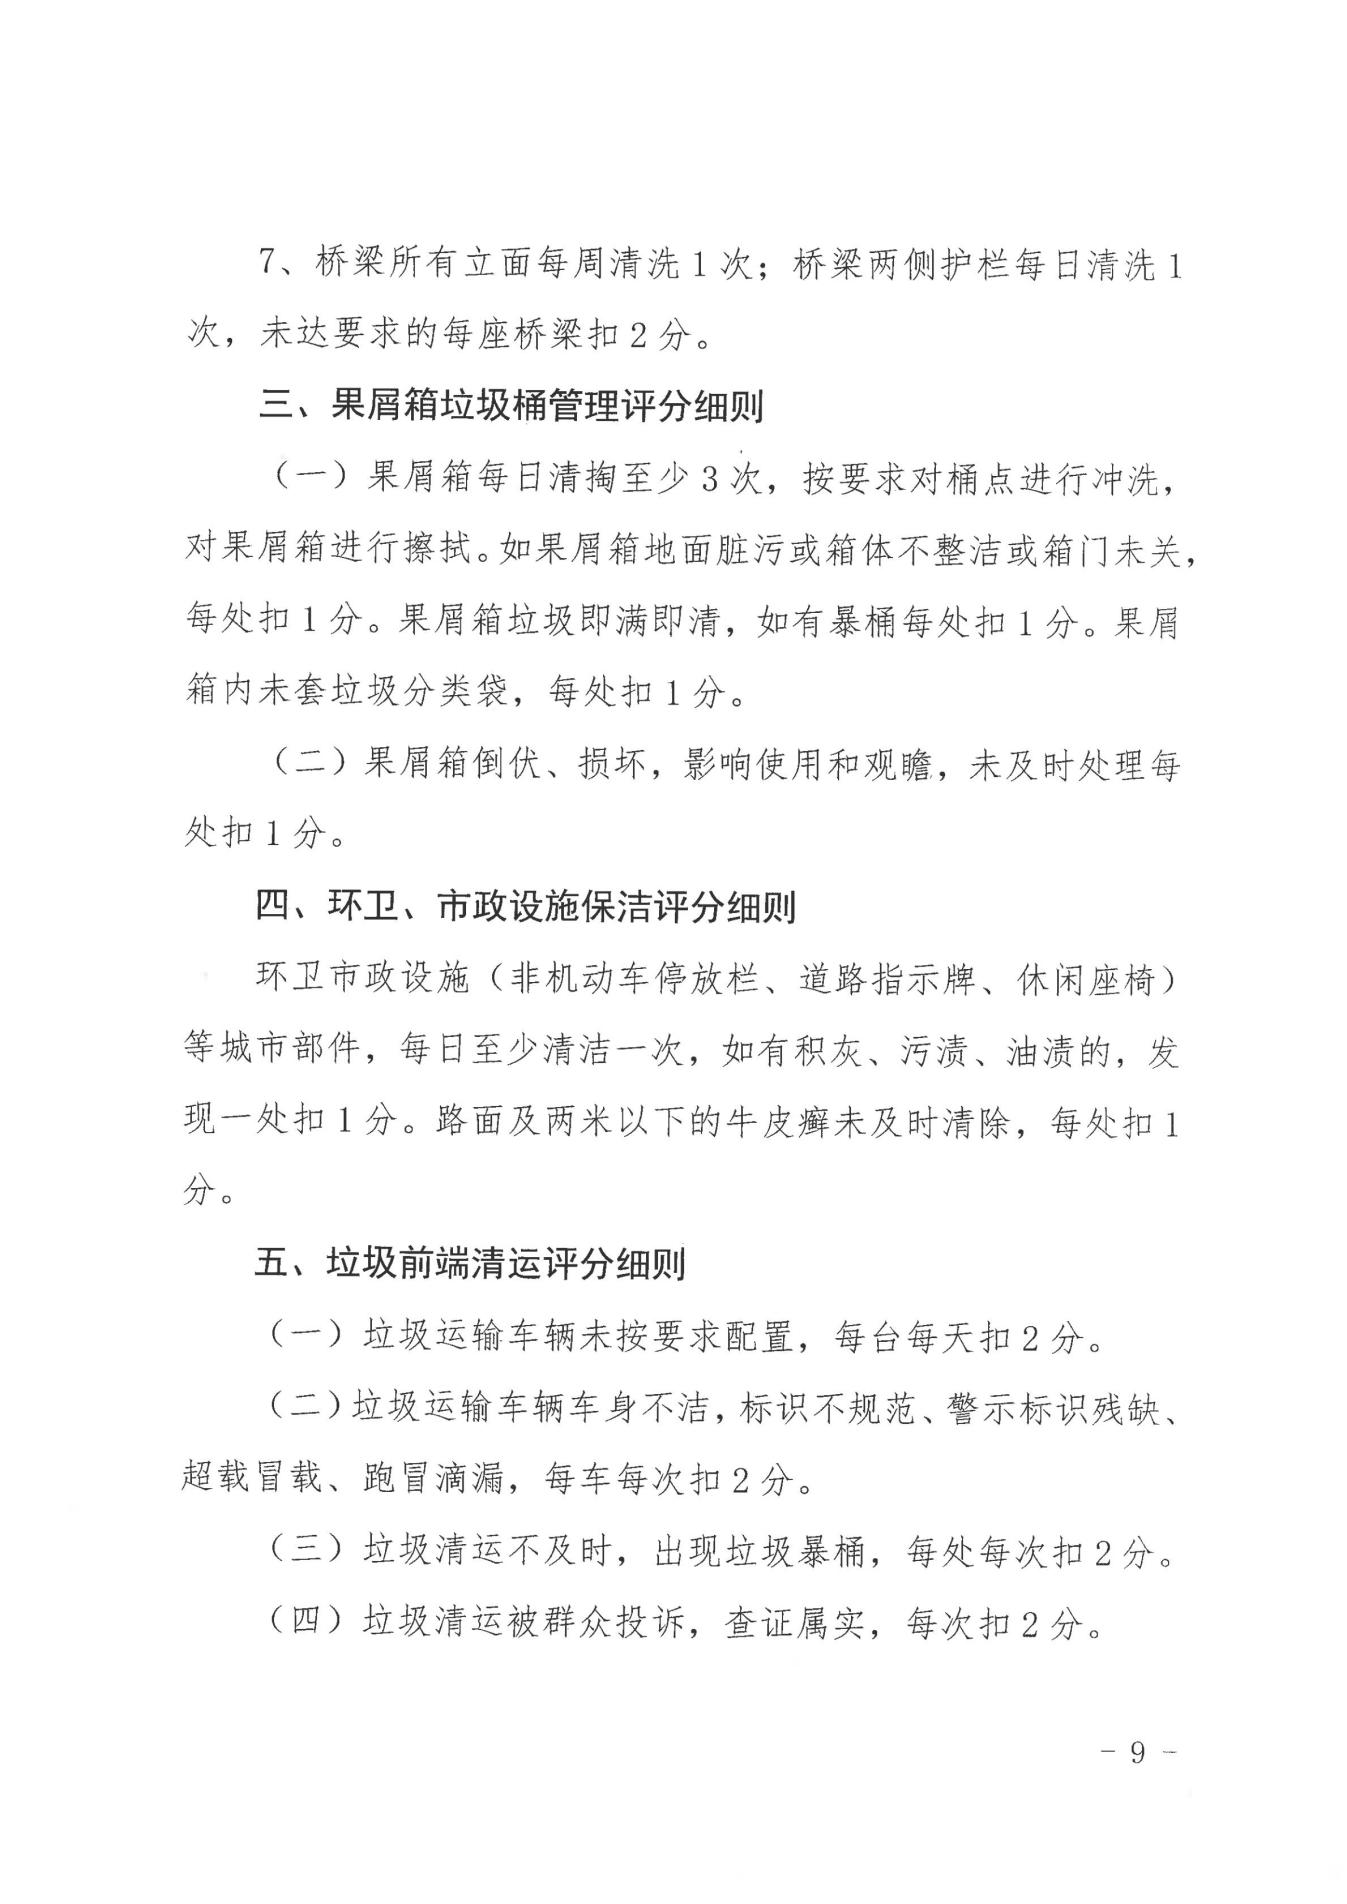 7、桥梁所有立面每周清洗1次；桥梁两侧护栏每日清洗1
次，未达要求的每座桥梁扣2分。
三、果屑箱垃圾桶管理评分细则
（一）果屑箱每日清掏至少3次，按要求对桶点进行冲洗，
对果屑箱进行擦拭。如果屑箱地面脏污或箱体不整洁或箱门未关，
每处扣1分。果屑箱垃圾即满即清，如有暴桶每处扣1分。果屑
箱内未套垃圾分类袋，每处扣1分。
（二）果屑箱倒伏、损坏，影响使用和观瞻，未及时处理每
处扣1分。
四、环卫、市政设施保洁评分细则
环卫市政设施（非机动车停放栏、道路指示牌、休闲座椅）
等城市部件，每日至少清洁一次，如有积灰、污渍、油渍的，发
现一处扣1分。路面及两米以下的牛皮癣未及时清除，每处扣1
分。
五、垃圾前端清运评分细则
（一）垃圾运输车辆未按要求配置，每台每天扣2分。
（二）垃圾运输车辆车身不洁，标识不规范、警示标识残缺、
超载冒载、跑冒滴漏，每车每次扣2分。
（三）垃圾清运不及时，出现垃圾暴桶，每处每次扣2分。
（四）垃圾清运被群众投诉，查证属实，每次扣2分。
- 9 -